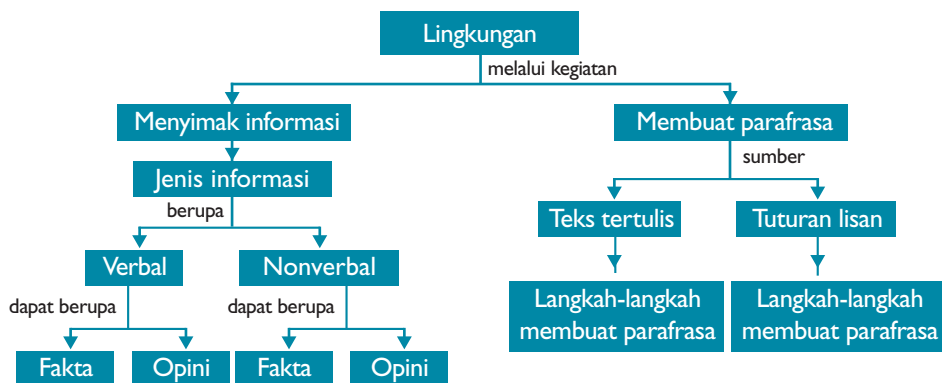 Lingkungan
melalui kegiatan
Menyimak informasi
Membuat parafrasa
sumber
Jenis informasi
berupa
Teks tertulis
Tuturan lisan
Verbal
Nonverbal
dapat berupa
dapat berupa
Langkah-langkah
membuat parafrasa
Langkah-langkah
membuat parafrasa
Fakta
Opini
Fakta
Opini